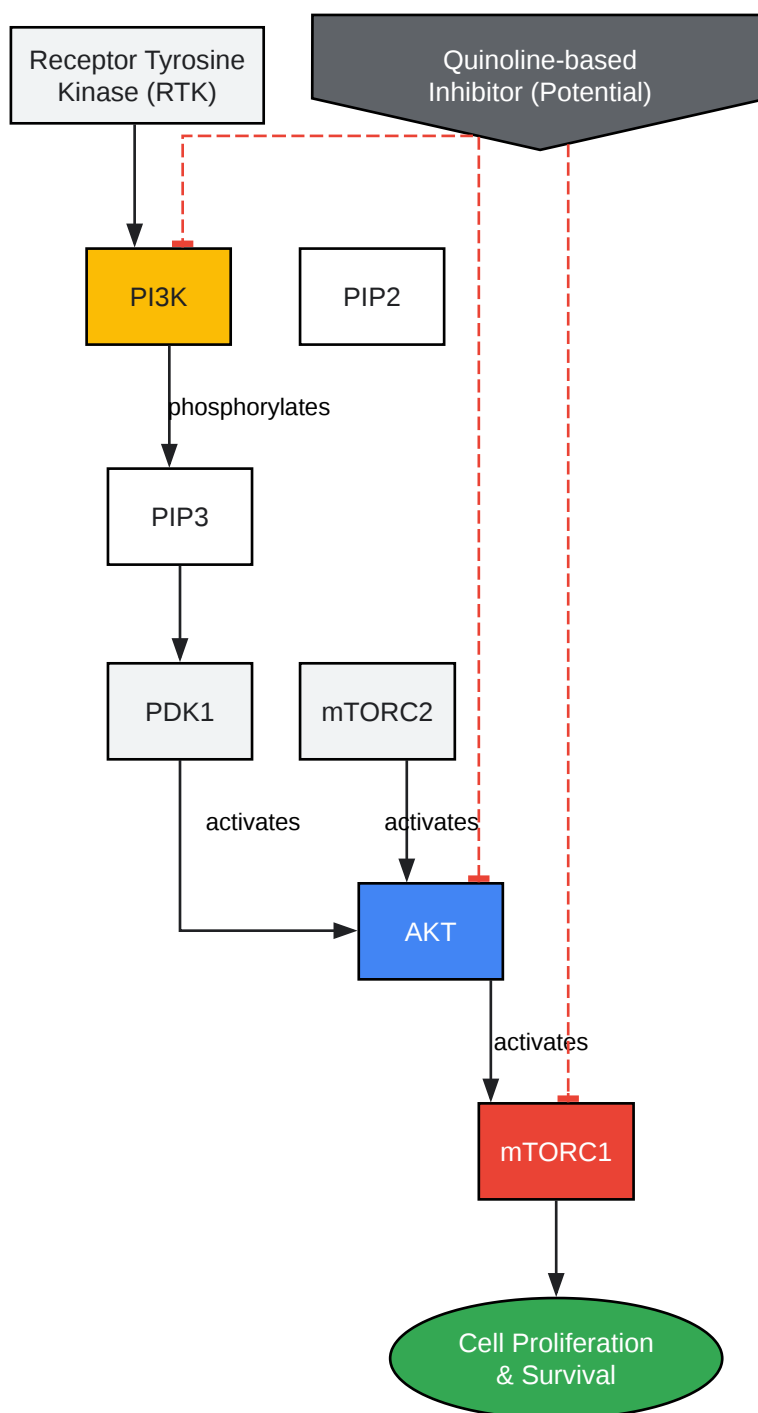 Receptor Tyrosine
Kinase (RTK)
Quinoline-based
Inhibitor (Potential)
PI3K
PIP2
phosphorylates
PIP3
PDK1
mTORC2
activates
activates
AKT
activates
mTORC1
Cell Proliferation
& Survival